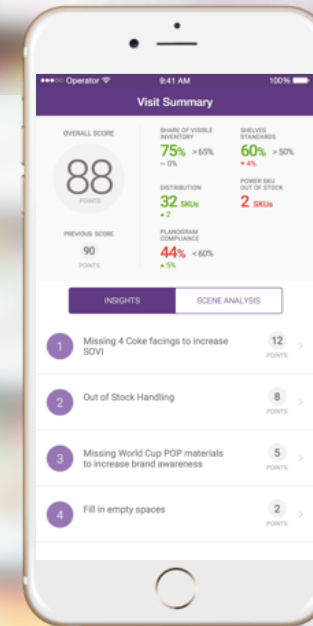 Operator 9:41 AM 100%
Visit Summary
OVERALL SCORE
88
POINTS
PREVIOUS SCORE
90
POINTS
SHARE OF VISIBLE
INVENTORY
75% >65%
~ 0%
SHELVES
STANDARDS
60% > 50%
▾ 4%
DISTRIBUTION
32 SKUs
▴ 2
POWER SKU
OUT OF STOCK
2 SKUs
PLANOGRAM
COMPLIANCE
44% <60%
▴ 5%
INSIGHTS SCENE ANALYSIS
1 Missing 4 Coke facings to increase
SOVI
12
POINTS
2 Out of Stock Handling
8
POINTS
3 Missing World Cup POP materials
to increase brand awareness
5
POINTS
4 Fill in empty spaces
2
POINTS